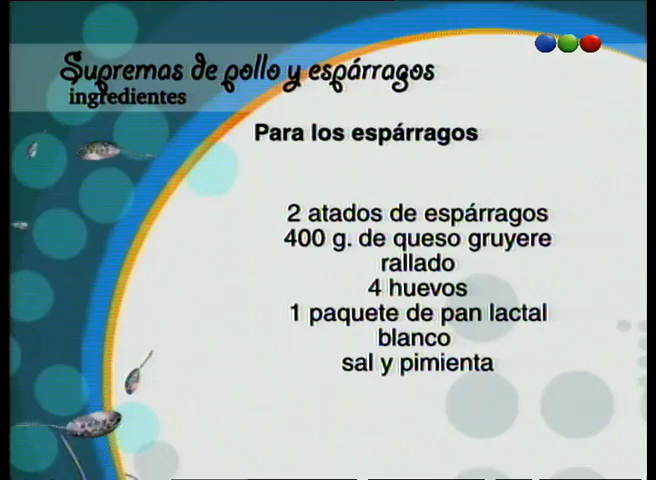 Supremas de pollo y espárragos
ingredientes
Para los espárragos
2 atados de espárragos
400 g. de queso gruyere
rallado
4 huevos
1 paquete de pan lactal
blanco
sal y pimienta